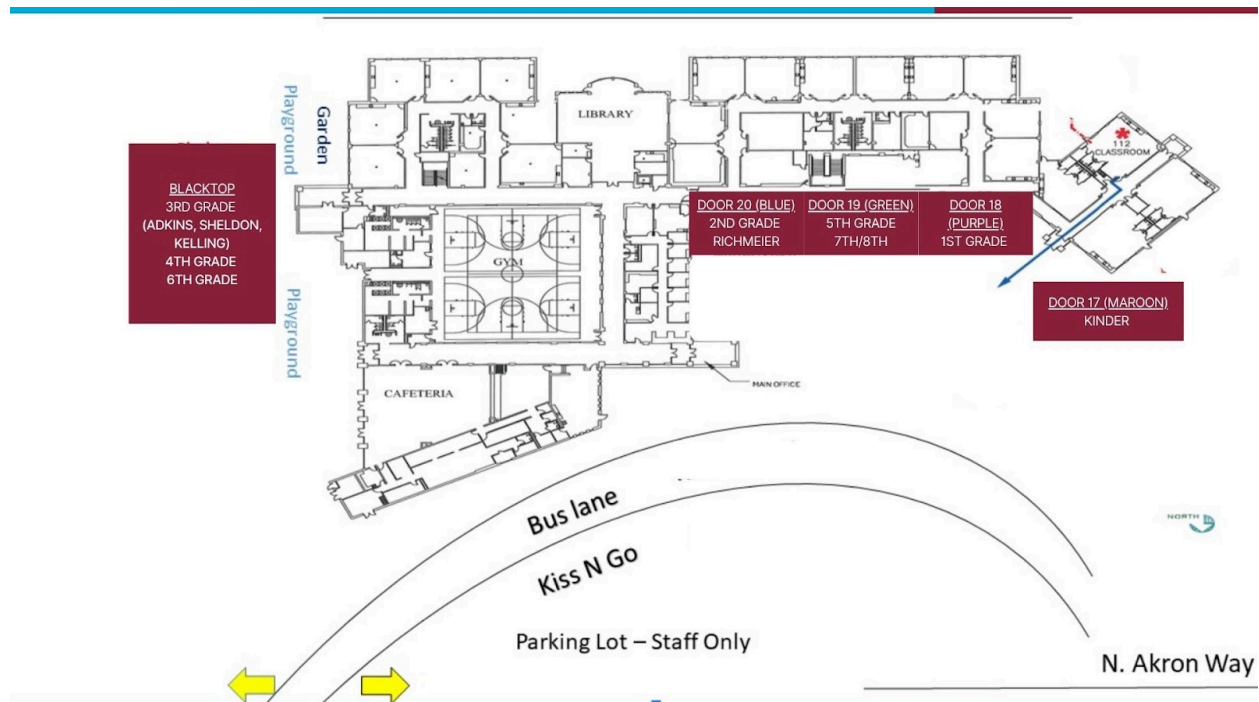 Playground
Garden
BLACKTOP
3RD GRADE
(ADKINS, SHELDON,
KELLING)
4TH GRADE
6TH GRADE
Playground
LIBRARY
GYM
CAFETERIA
MAIN OFFICE
112
CLASSROOM
DOOR 20 (BLUE)
2ND GRADE
RICHMEIER
DOOR 19 (GREEN)
5TH GRADE
7TH/8TH
DOOR 18
(PURPLE)
1ST GRADE
DOOR 17 (MAROON)
KINDER
Bus lane
Kiss N Go
Parking Lot – Staff Only
NORTH
N. Akron Way